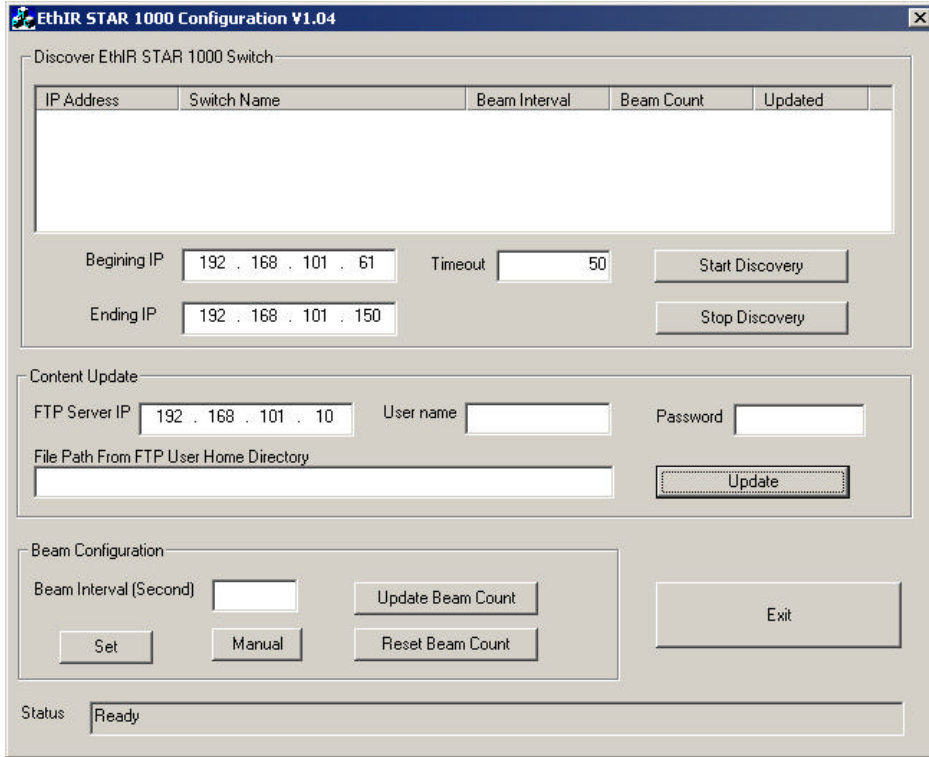 EthIR STAR 1000 Configuration V1.04
Discover EthIR STAR 1000 Switch
IP Address Switch Name Beam Interval Beam Count Updated
Begining IP 192 . 168 . 101 . 61 Timeout 50 Start Discovery
Ending IP 192 . 168 . 101 . 150 Stop Discovery
Content Update
FTP Server IP 192 . 168 . 101 . 10 User name Password
File Path From FTP User Home Directory
Update
Beam Configuration
Beam Interval (Second) Update Beam Count
Exit
Set Manual Reset Beam Count
Status Ready